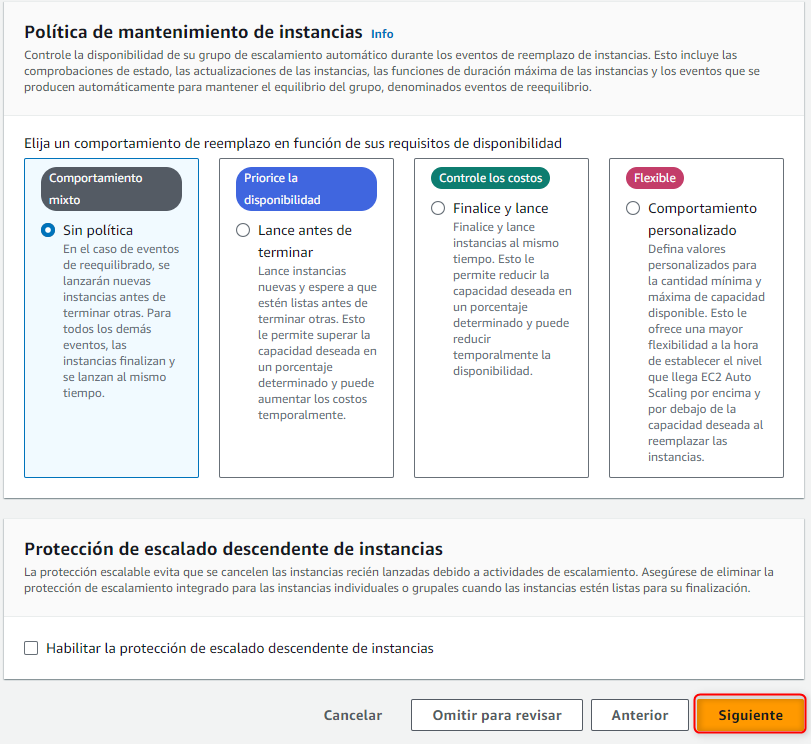 Política de mantenimiento de instancias Info
Controle la disponibilidad de su grupo de escalamiento automático durante los eventos de reemplazo de instancias. Esto incluye las
comprobaciones de estado, las actualizaciones de las instancias, las funciones de duración máxima de las instancias y los eventos que se
producen automáticamente para mantener el equilibrio del grupo, denominados eventos de reequilibrio.
Elija un comportamiento de reemplazo en función de sus requisitos de disponibilidad
Comportamiento
mixto
Sin política
En el caso de eventos
de reequilibrado, se
lanzarán nuevas
instancias antes de
terminar otras. Para
todos los demás
eventos, las
instancias finalizan y
se lanzan al mismo
tiempo.
Priorice la
disponibilidad
Lance antes de
terminar
Lance instancias
nuevas y espere a que
estén listas antes de
terminar otras. Esto
le permite superar la
capacidad deseada en
un porcentaje
determinado y puede
aumentar los costos
temporalmente.
Controle los costos
Finalice y lance
Finalice y lance
instancias al mismo
tiempo. Esto le
permite reducir la
capacidad deseada en
un porcentaje
determinado y puede
reducir
temporalmente la
disponibilidad.
Flexible
Comportamiento
personalizado
Defina valores
personalizados para
la cantidad mínima y
máxima de capacidad
disponible. Esto le
ofrece una mayor
flexibilidad a la hora
de establecer el nivel
que llega EC2 Auto
Scaling por encima y
por debajo de la
capacidad deseada al
reemplazar las
instancias.
Protección de escalado descendente de instancias
La protección escalable evita que se cancelen las instancias recién lanzadas debido a actividades de escalamiento. Asegúrese de eliminar la
protección de escalamiento integrado para las instancias individuales o grupales cuando las instancias estén listas para su finalización.
Habilitar la protección de escalado descendente de instancias
Cancelar
Omitir para revisar
Anterior
Siguiente